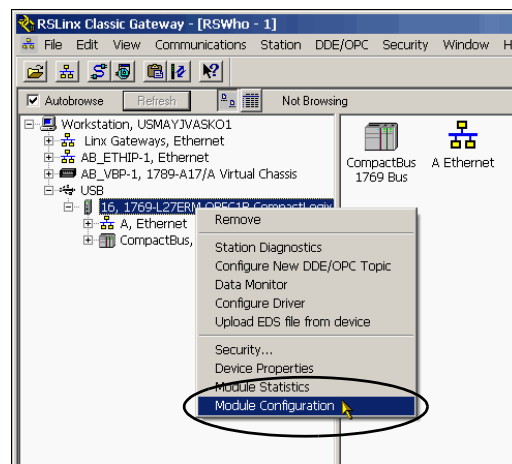 RSLinx Classic Gateway - [RSWho - 1]
File Edit View Communications Station DDE/OPC Security Window H
Autobrowse Refresh Not Browsing
Workstation, USMAYJVASKO1
Linx Gateways, Ethernet
AB_ETHIP-1, Ethernet
AB_VBP-1, 1789-A17/A Virtual Chassis
USB
16, 1769-L27ERM-QBFC1B CompactLogix
A, Ethernet
CompactBus,
CompactBus
1769 Bus
A Ethernet
Remove
Station Diagnostics
Configure New DDE/OPC Topic
Data Monitor
Configure Driver
Upload EDS file from device
Security...
Device Properties
Module Statistics
Module Configuration